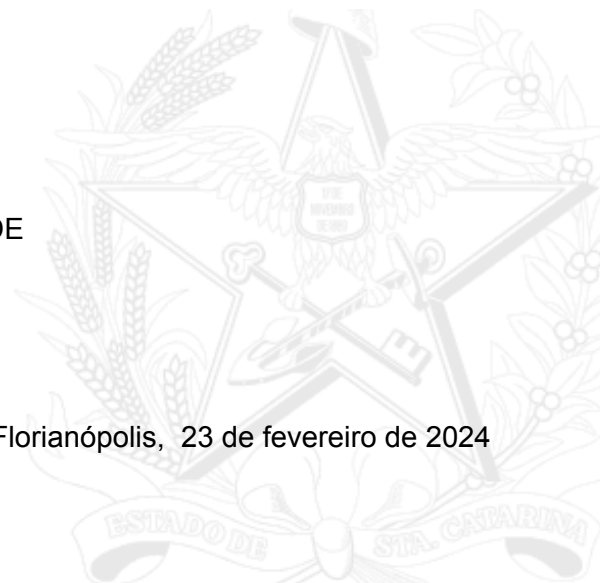 DE
Florianópolis, 23 de fevereiro de 2024
ESTADO DE STA. CATARINA